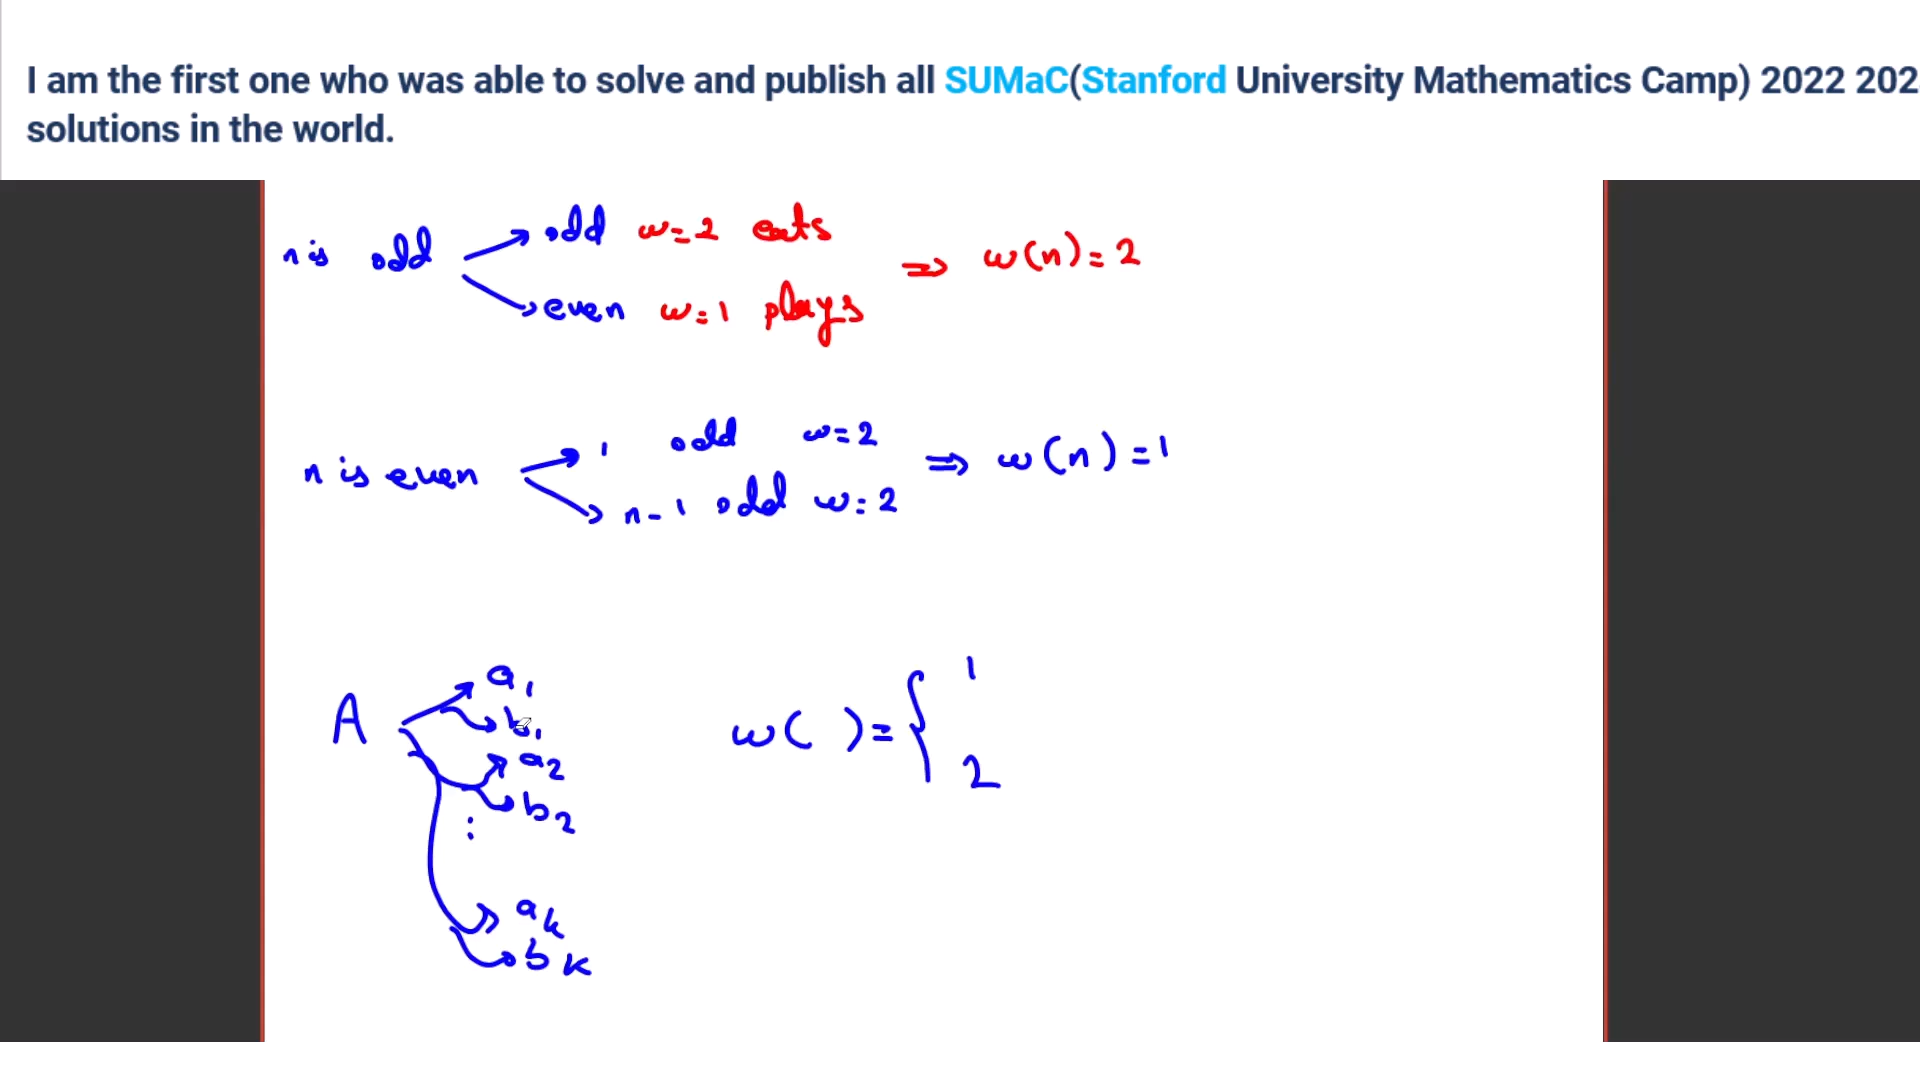 I am the first one who was able to solve and publish all SUMaC(Stanford University Mathematics Camp) 2022 202
solutions in the world.
n is odd
odd w=2 eats
even w=1 plays
⇒ w(n)=2
n is even
1 odd w=2
n-1 odd w=2
⇒ w(n)=1
A
a1
b1
a2
b2
:
ak
bk
w( )={
1
2